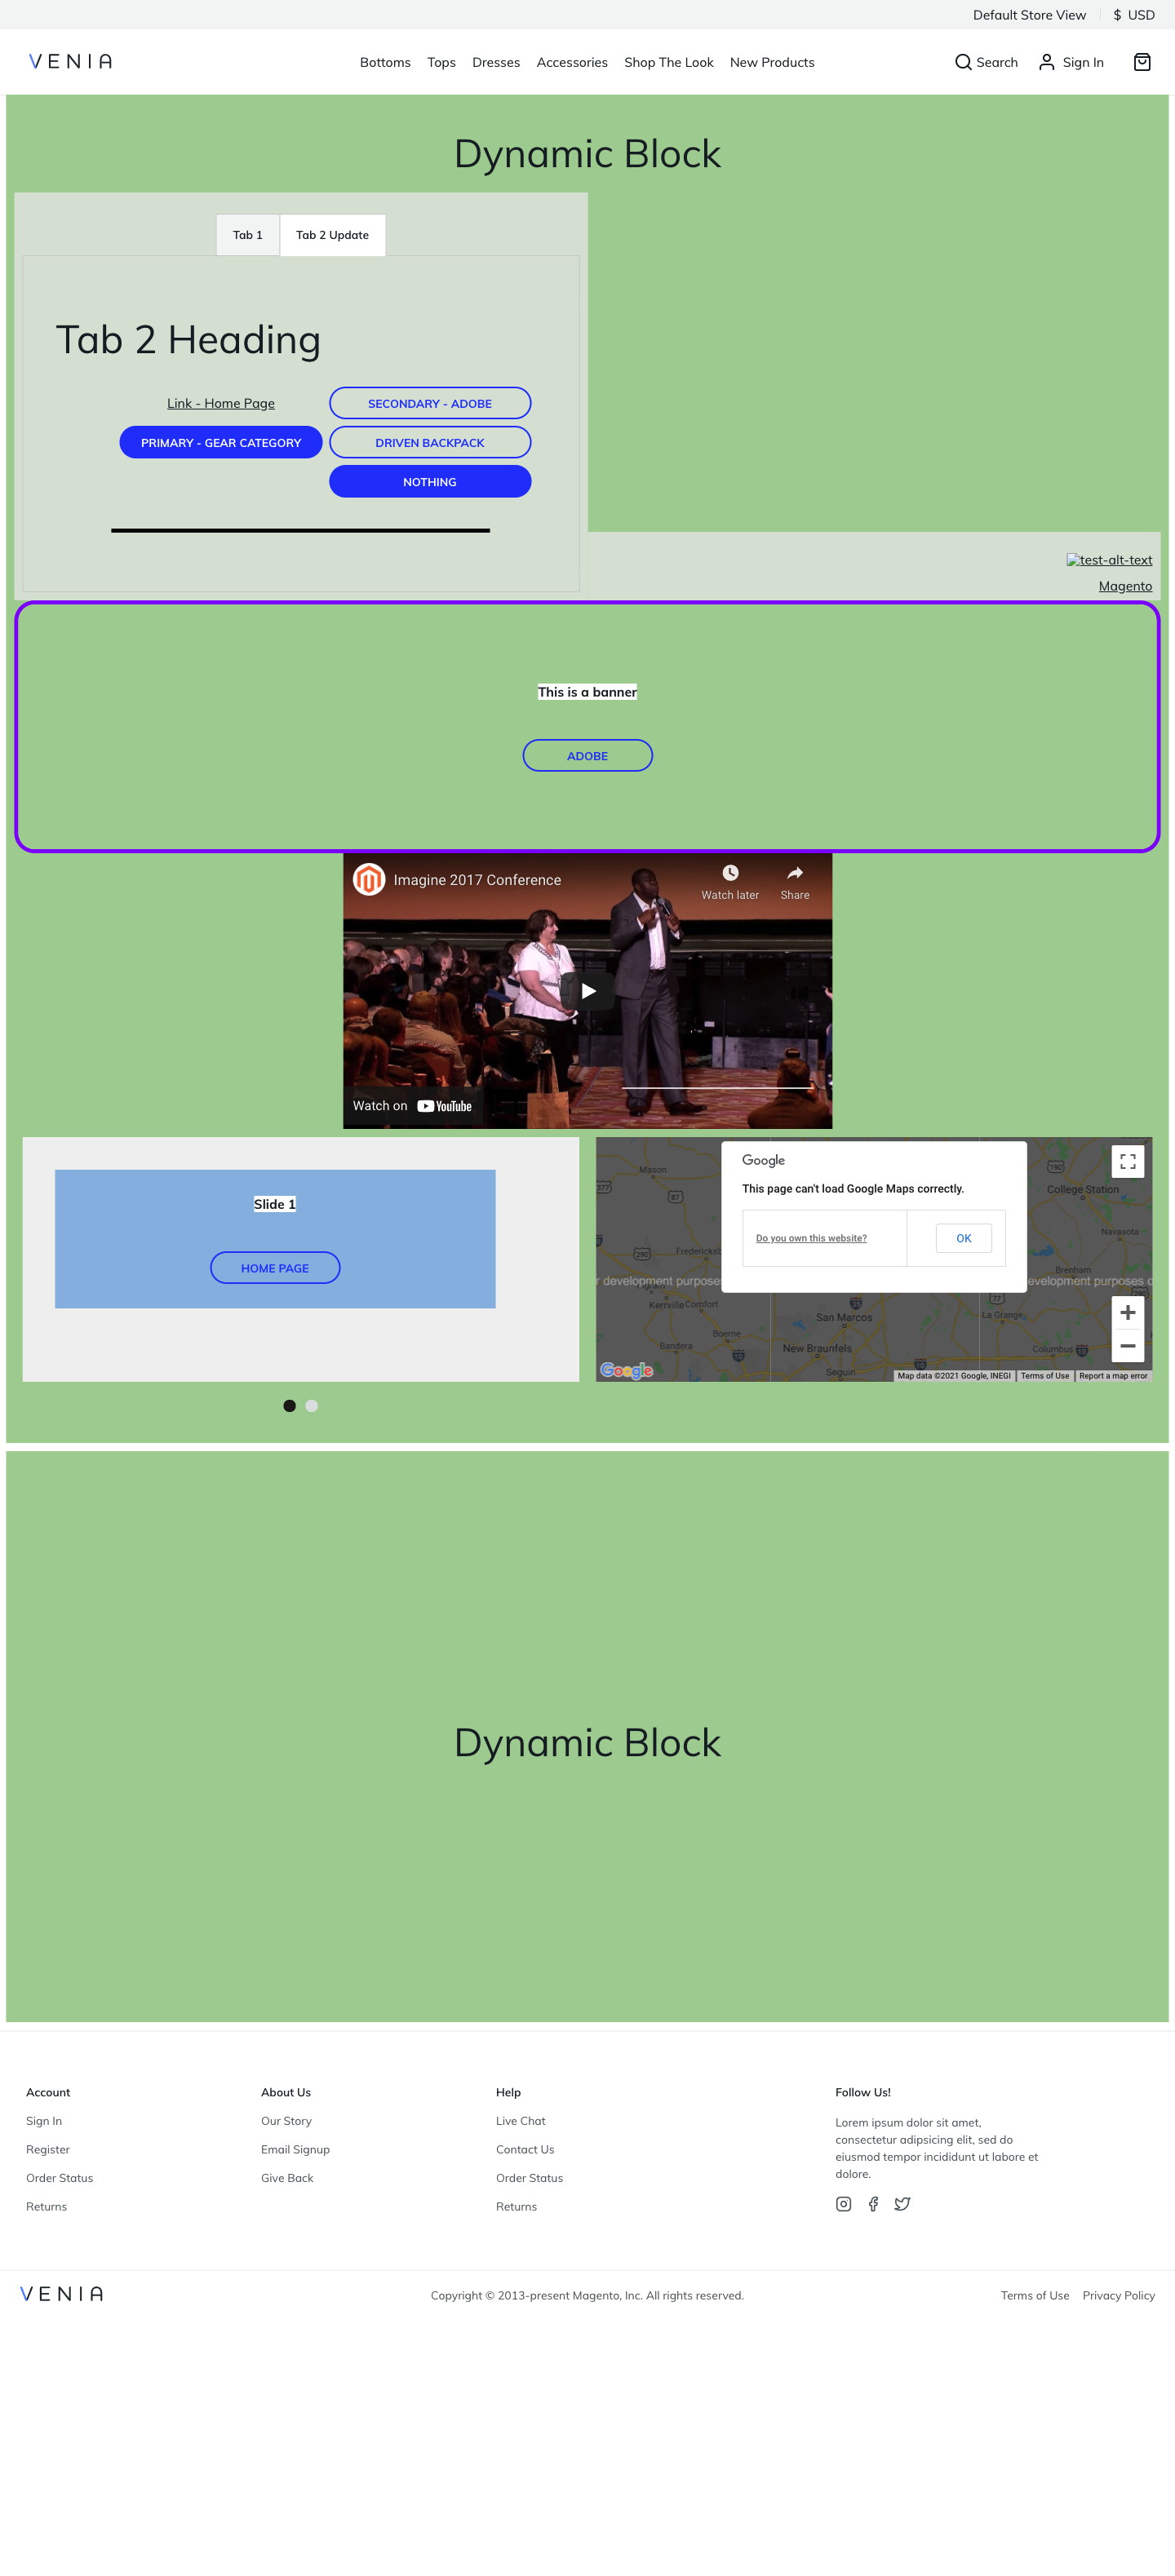 Default Store View
$ USD
VENIA
Bottoms
Tops
Dresses
Accessories
Shop The Look
New Products
Search
Sign In
Dynamic Block
Tab 1
Tab 2 Update
Tab 2 Heading
Link - Home Page
SECONDARY - ADOBE
PRIMARY - GEAR CATEGORY
DRIVEN BACKPACK
NOTHING
test-alt-text
Magento
This is a banner
ADOBE
Imagine 2017 Conference
Watch later
Share
Watch on YouTube
Slide 1
HOME PAGE
Google
This page can't load Google Maps correctly.
Do you own this website?
OK
Mason
377
87
190
College Station
Navasota
290
Fredericksb
Brenham
290
r development purposes
evelopment purposes o
Kerrville
Comfort
San Marcos
77
La Grange
Boerne
Bandera
New Braunfels
Columbus
Seguin
Google
Map data ©2021 Google, INEGI
Terms of Use
Report a map error
Dynamic Block
Account
Sign In
Register
Order Status
Returns
About Us
Our Story
Email Signup
Give Back
Help
Live Chat
Contact Us
Order Status
Returns
Follow Us!
Lorem ipsum dolor sit amet,
consectetur adipsicing elit, sed do
eiusmod tempor incididunt ut labore et
dolore.
VENIA
Copyright © 2013-present Magento, Inc. All rights reserved.
Terms of Use
Privacy Policy